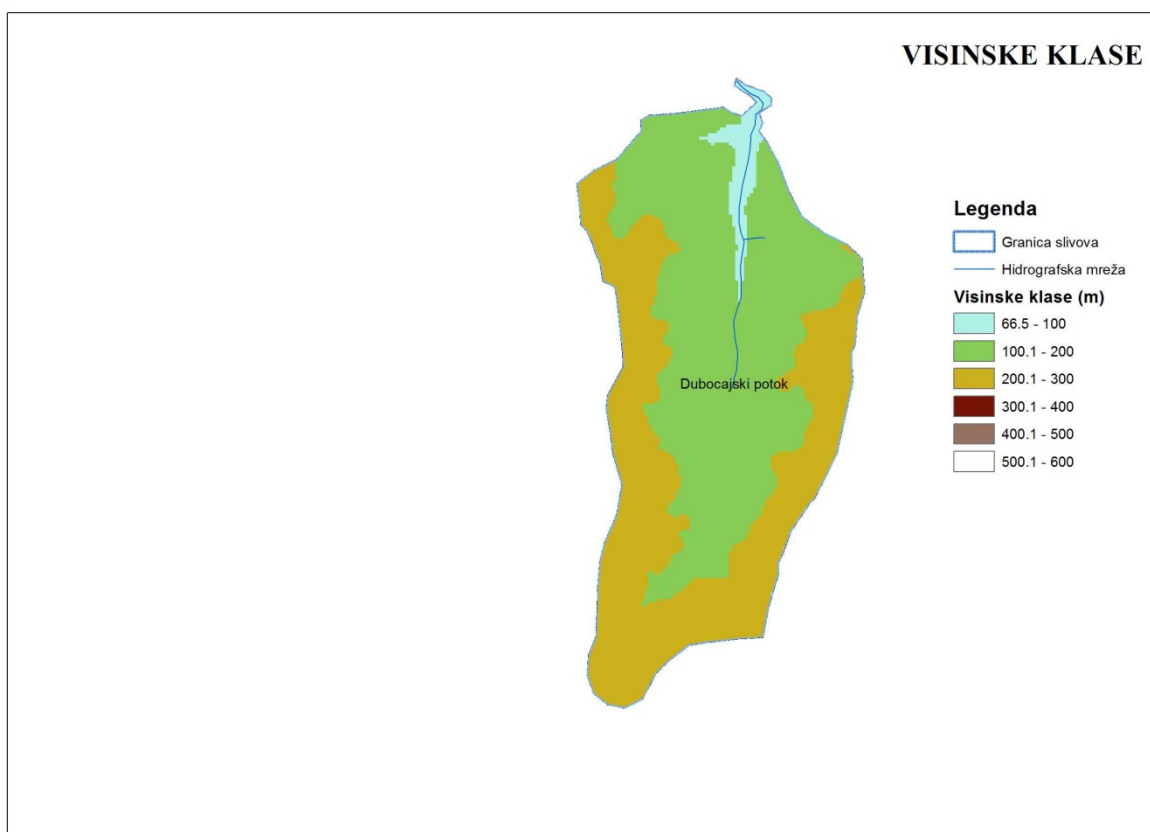 VISINSKE KLASE
Legenda
Granica slivova
Hidrografska mreža
Visinske klase (m)
66.5 - 100
100.1 - 200
200.1 - 300
300.1 - 400
400.1 - 500
500.1 - 600
Dubocajski potok